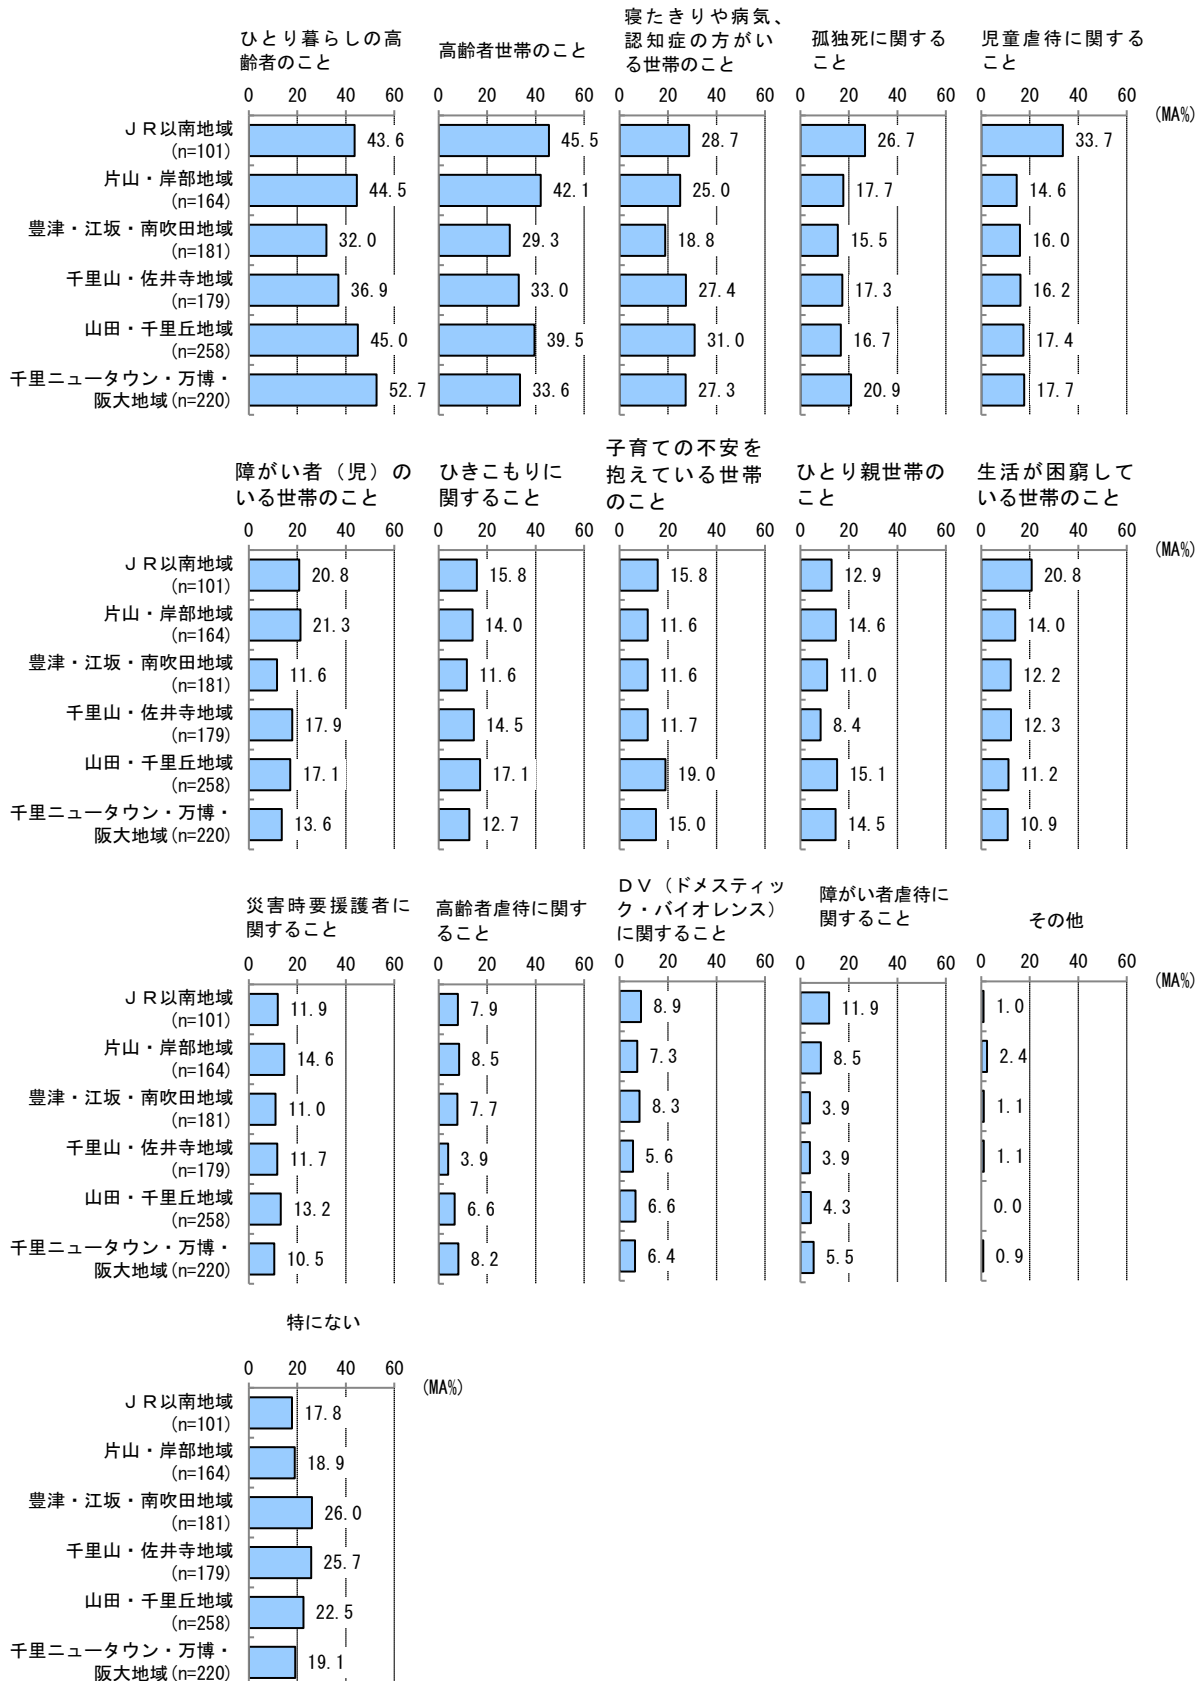 ひとり暮らしの高
齢者のこと
高齢者世帯のこと
寝たきりや病気、
認知症の方がい
る世帯のこと
孤独死に関する
こと
児童虐待に関する
こと
0 20 40 60 0 20 40 60 0 20 40 60 0 20 40 60 0 20 40 60
(MA%)
ＪＲ以南地域
(n=101)
43.6 45.5 28.7 26.7 33.7
片山・岸部地域
(n=164)
44.5 42.1 25.0 17.7 14.6
豊津・江坂・南吹田地域
(n=181)
32.0 29.3 18.8 15.5 16.0
千里山・佐井寺地域
(n=179)
36.9 33.0 27.4 17.3 16.2
山田・千里丘地域
(n=258)
45.0 39.5 31.0 16.7 17.4
千里ニュータウン・万博・
阪大地域(n=220)
52.7 33.6 27.3 20.9 17.7
障がい者（児）の
いる世帯のこと
ひきこもりに
関すること
子育ての不安を
抱えている世帯
のこと
ひとり親世帯の
こと
生活が困窮して
いる世帯のこと
0 20 40 60 0 20 40 60 0 20 40 60 0 20 40 60 0 20 40 60
(MA%)
ＪＲ以南地域
(n=101)
20.8 15.8 15.8 12.9 20.8
片山・岸部地域
(n=164)
21.3 14.0 11.6 14.6 14.0
豊津・江坂・南吹田地域
(n=181)
11.6 11.6 11.6 11.0 12.2
千里山・佐井寺地域
(n=179)
17.9 14.5 11.7 8.4 12.3
山田・千里丘地域
(n=258)
17.1 17.1 19.0 15.1 11.2
千里ニュータウン・万博・
阪大地域(n=220)
13.6 12.7 15.0 14.5 10.9
災害時要援護者に
関すること
高齢者虐待に関す
ること
ＤＶ（ドメスティッ
ク・バイオレンス）
に関すること
障がい者虐待に
関すること
その他
0 20 40 60 0 20 40 60 0 20 40 60 0 20 40 60 0 20 40 60
(MA%)
ＪＲ以南地域
(n=101)
11.9 7.9 8.9 11.9 1.0
片山・岸部地域
(n=164)
14.6 8.5 7.3 8.5 2.4
豊津・江坂・南吹田地域
(n=181)
11.0 7.7 8.3 3.9 1.1
千里山・佐井寺地域
(n=179)
11.7 3.9 5.6 3.9 1.1
山田・千里丘地域
(n=258)
13.2 6.6 6.6 4.3 0.0
千里ニュータウン・万博・
阪大地域(n=220)
10.5 8.2 6.4 5.5 0.9
特にない
0 20 40 60
(MA%)
ＪＲ以南地域
(n=101)
17.8
片山・岸部地域
(n=164)
18.9
豊津・江坂・南吹田地域
(n=181)
26.0
千里山・佐井寺地域
(n=179)
25.7
山田・千里丘地域
(n=258)
22.5
千里ニュータウン・万博・
阪大地域(n=220)
19.1